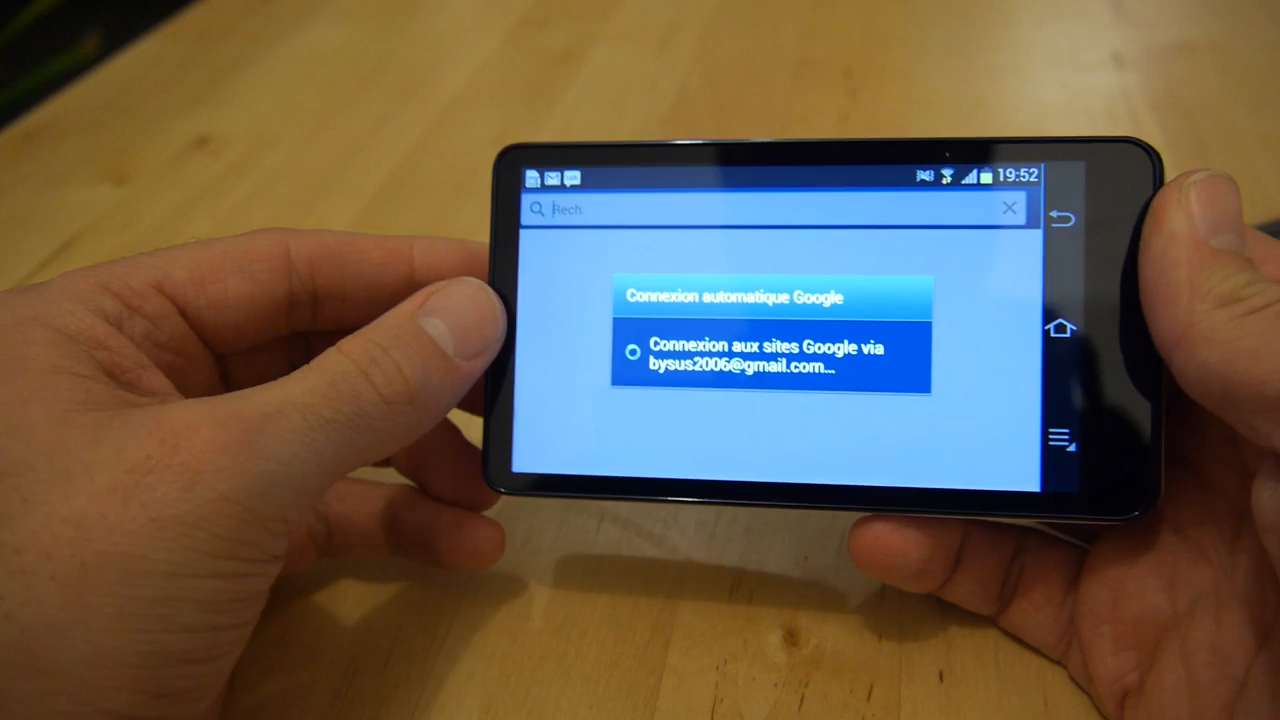 19:52
Rech.
Connexion automatique Google
Connexion aux sites Google via
bysus2006@gmail.com...